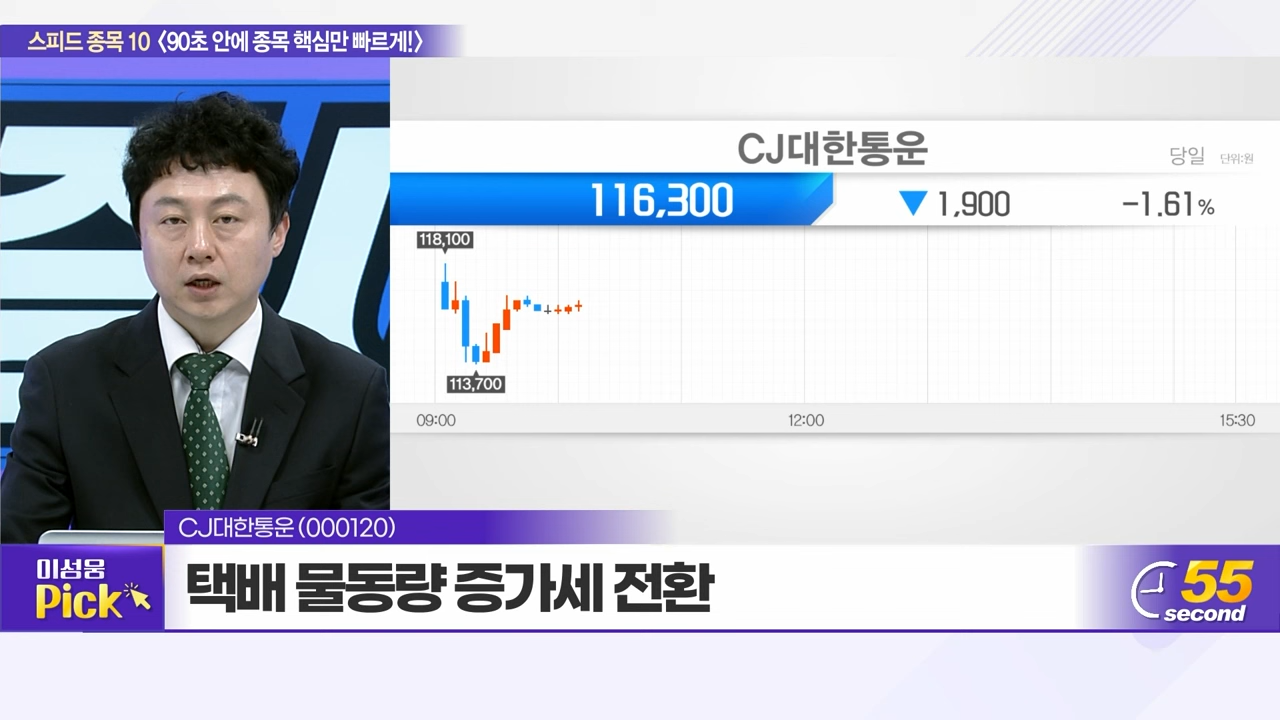 스피드 종목 10 〈90초 안에 종목 핵심만 빠르게!〉
CJ대한통운
당일 단위:원
116,300 ▼ 1,900 -1.61%
118,100
113,700
09:00 12:00 15:30
CJ대한통운 (000120)
이성웅
Pick
택배 물동량 증가세 전환
55
second